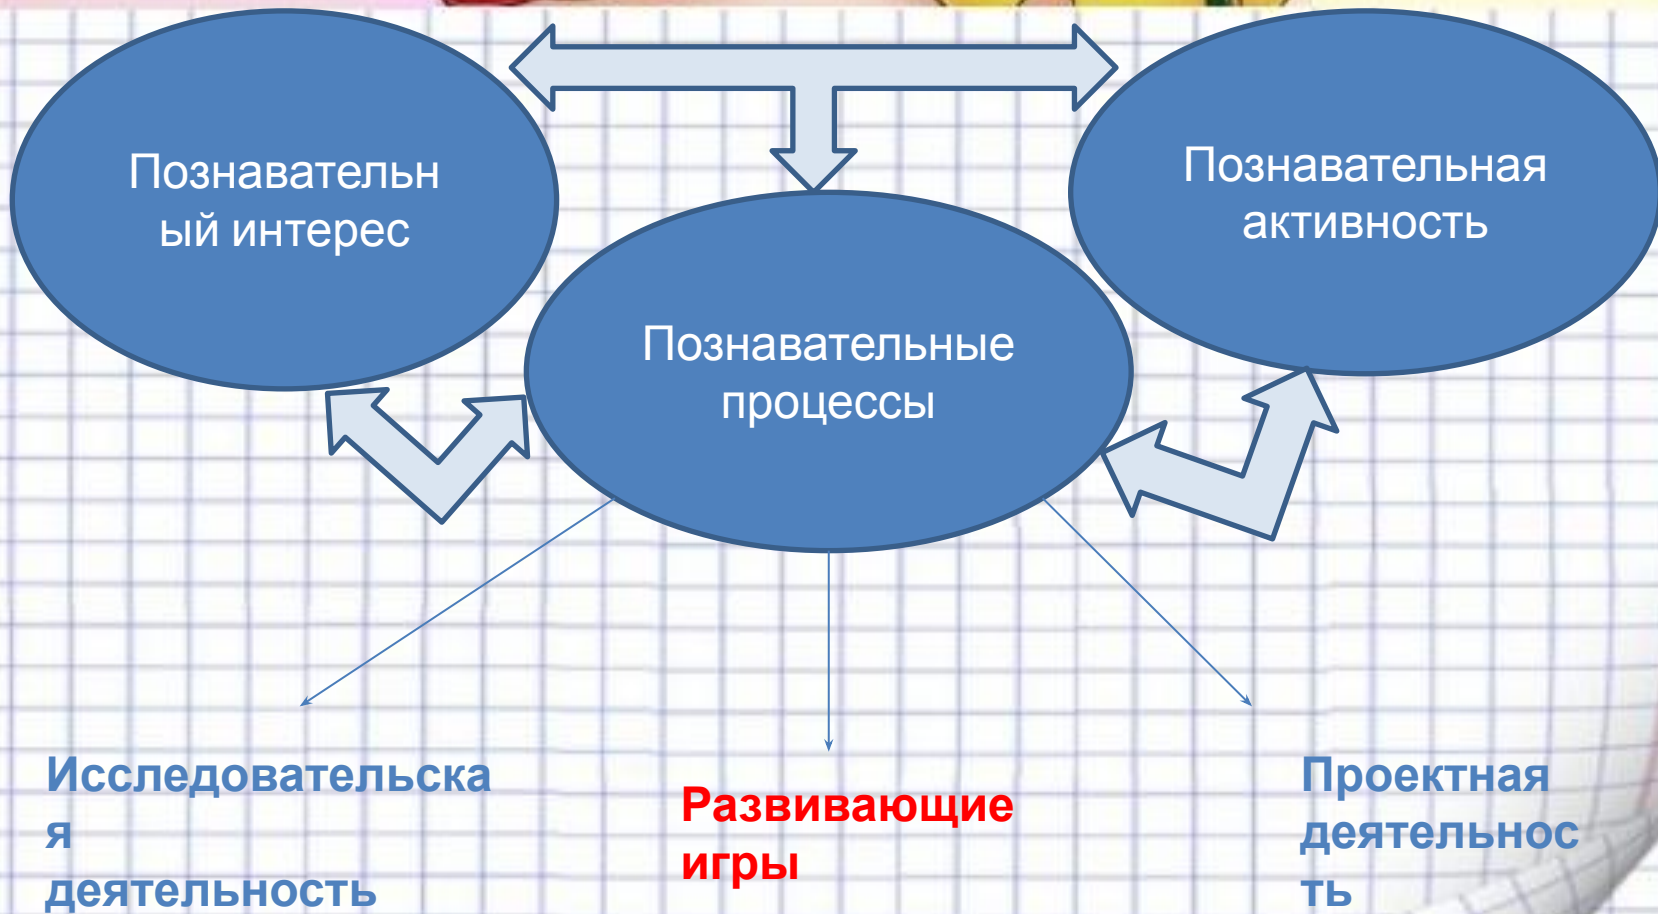 Познавательн
ый интерес
Познавательная
активность
Познавательные
процессы
Исследовательска
я
деятельность
Развивающие
игры
Проектная
деятельнос
ть